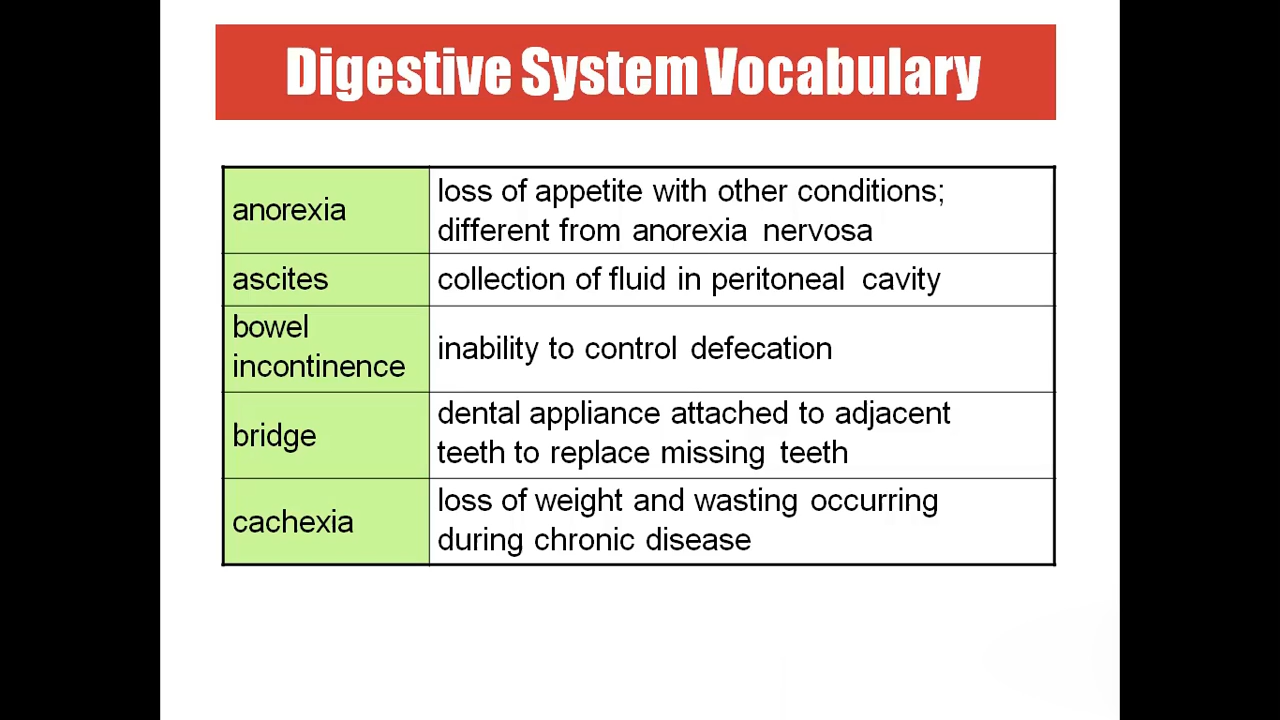 Digestive System Vocabulary
anorexia
loss of appetite with other conditions;
different from anorexia nervosa
ascites
collection of fluid in peritoneal cavity
bowel
incontinence
inability to control defecation
bridge
dental appliance attached to adjacent
teeth to replace missing teeth
cachexia
loss of weight and wasting occurring
during chronic disease